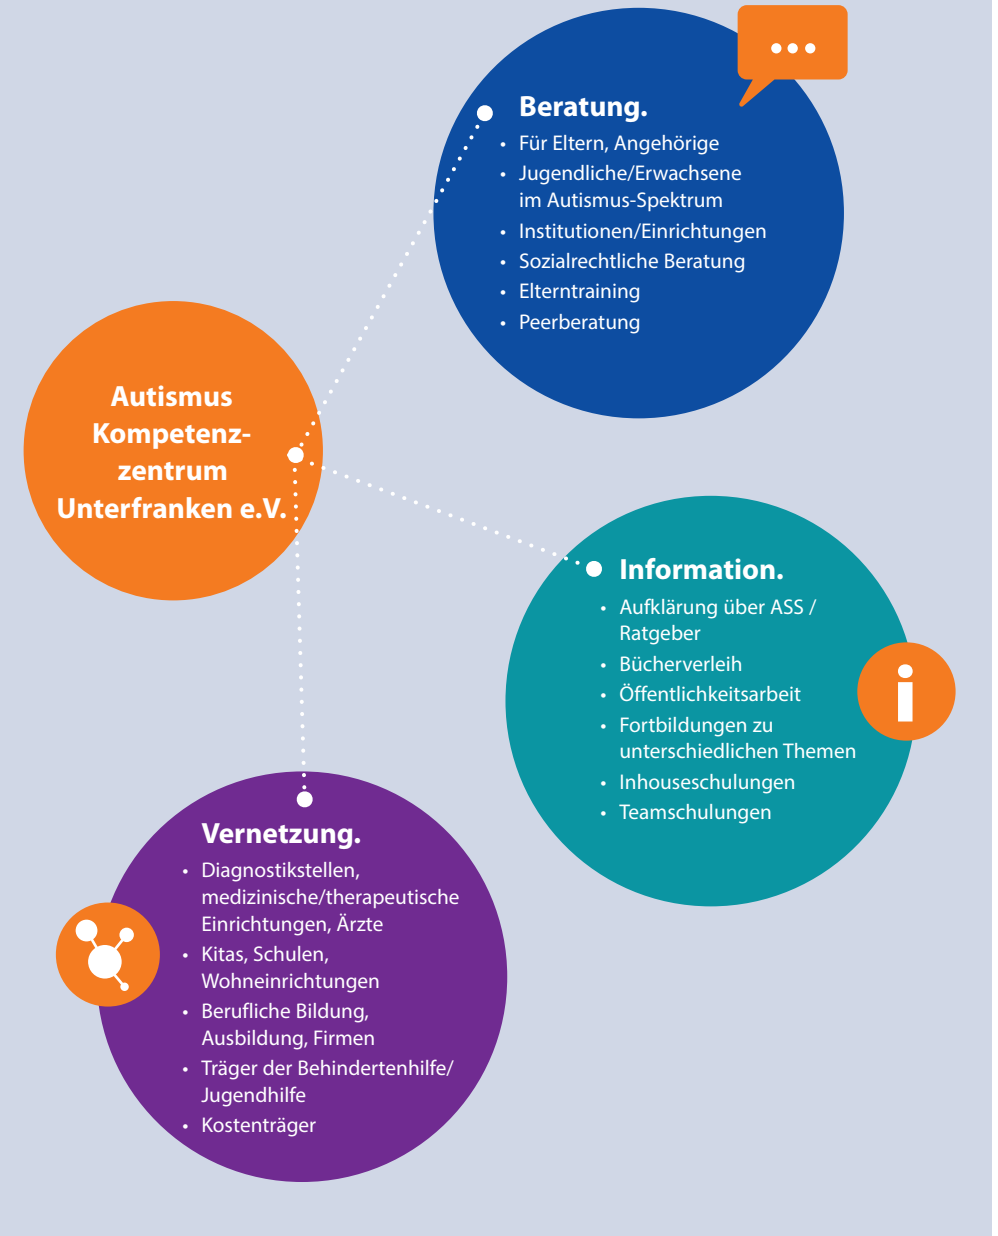 Beratung.
• Für Eltern, Angehörige
• Jugendliche/Erwachsene
im Autismus-Spektrum
• Institutionen/Einrichtungen
• Sozialrechtliche Beratung
• Elterntraining
• Peerberatung
Autismus
Kompetenz-
zentrum
Unterfranken e.V.
Information.
• Aufklärung über ASS /
Ratgeber
• Bücherverleih
• Öffentlichkeitsarbeit
• Fortbildungen zu
unterschiedlichen Themen
• Inhouseschulungen
• Teamschulungen
Vernetzung.
• Diagnostikstellen,
medizinische/therapeutische
Einrichtungen, Ärzte
• Kitas, Schulen,
Wohneinrichtungen
• Berufliche Bildung,
Ausbildung, Firmen
• Träger der Behindertenhilfe/
Jugendhilfe
• Kostenträger